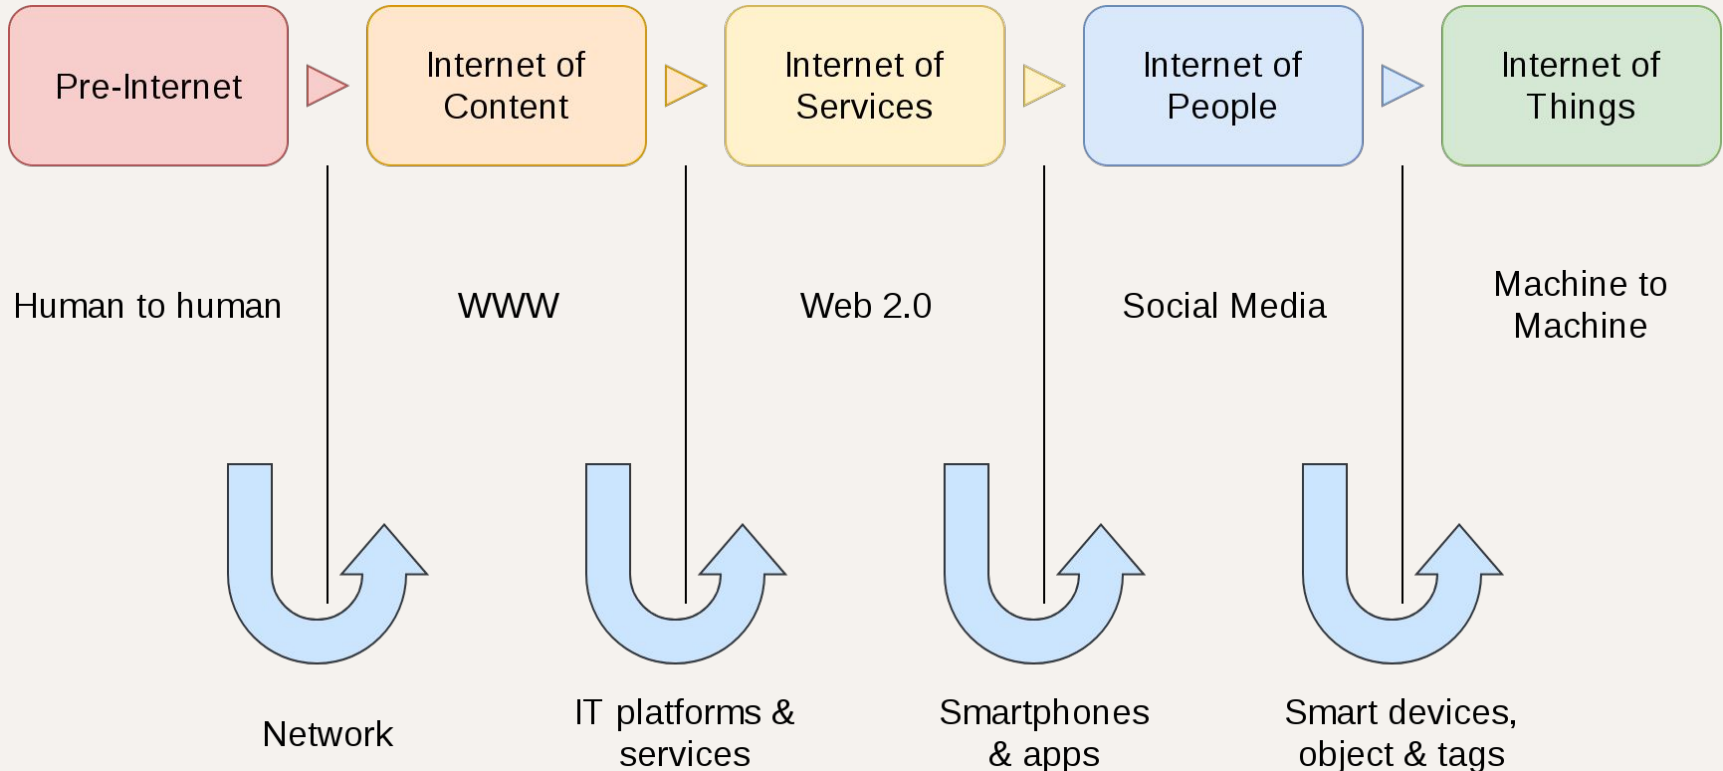 Pre-Internet
Internet of
Content
Internet of
Services
Internet of
People
Internet of
Things
Human to human
WWW
Web 2.0
Social Media
Machine to
Machine
Network
IT platforms &
services
Smartphones
& apps
Smart devices,
object & tags